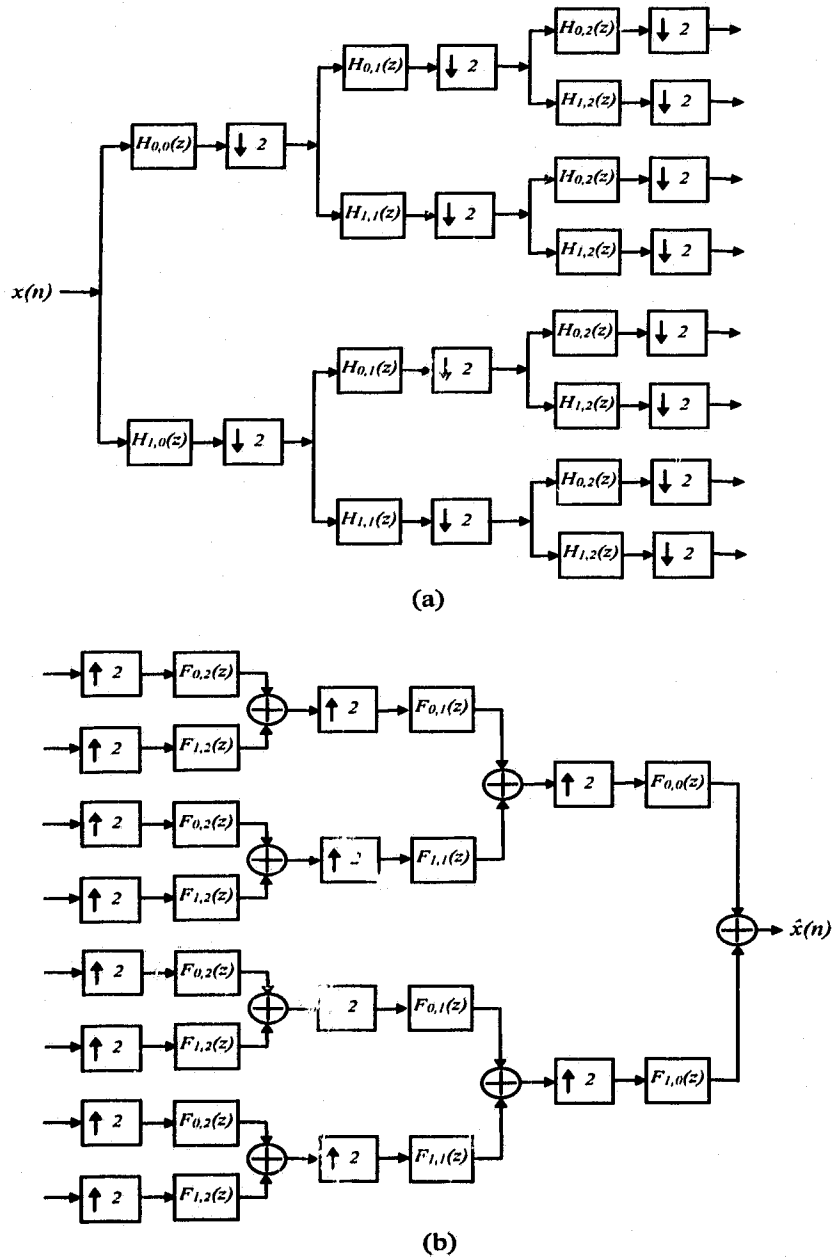 H0,2(z) ↓ 2
H0,1(z) ↓ 2
H1,2(z) ↓ 2
H0,0(z) ↓ 2
H0,2(z) ↓ 2
H1,1(z) ↓ 2
H1,2(z) ↓ 2
x(n)
H0,2(z) ↓ 2
H0,1(z) ↓ 2
H1,2(z) ↓ 2
H1,0(z) ↓ 2
H0,2(z) ↓ 2
H1,1(z) ↓ 2
H1,2(z) ↓ 2
(a)
↑ 2 F0,2(z)
↑ 2 F0,1(z)
↑ 2 F1,2(z)
↑ 2 F0,0(z)
↑ 2 F0,2(z)
↑ 2 F1,1(z)
↑ 2 F1,2(z)
x̂(n)
↑ 2 F0,2(z)
2 F0,1(z)
↑ 2 F1,2(z)
↑ 2 F1,0(z)
↑ 2 F0,2(z)
↑ 2 F1,1(z)
↑ 2 F1,2(z)
(b)